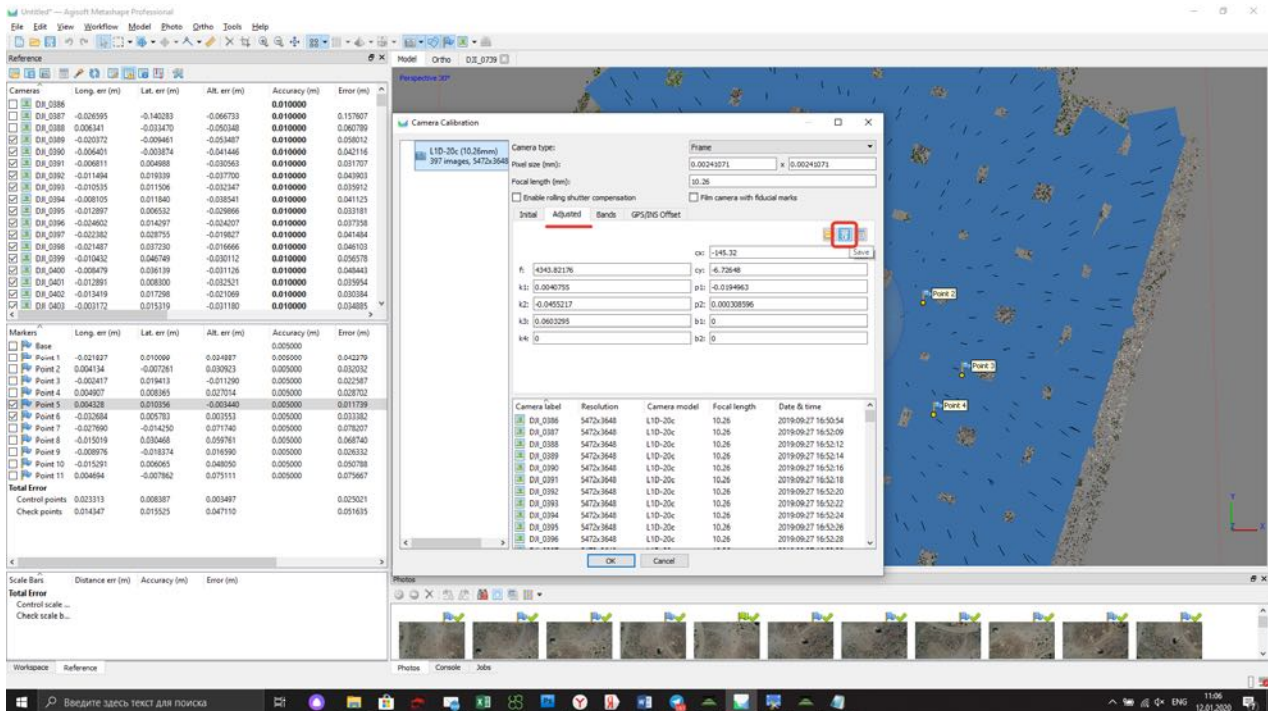 Untitled* — Agisoft Metashape Professional
File Edit View Workflow Model Photo Ortho Tools Help
Reference
Model Ortho DJI_0739
Perspective 30°
Cameras Long. err (m) Lat. err (m) Alt. err (m) Accuracy (m) Error (m)
DJI_0386 0.010000
DJI_0387 -0.026595 -0.140283 -0.066733 0.010000 0.157607
DJI_0388 0.006341 -0.033470 -0.050348 0.010000 0.060789
DJI_0389 -0.020372 -0.009461 -0.053487 0.010000 0.058012
DJI_0390 -0.006401 -0.003874 -0.041446 0.010000 0.042116
DJI_0391 -0.006811 0.004988 -0.030563 0.010000 0.031707
DJI_0392 -0.011494 0.019339 -0.037700 0.010000 0.043903
DJI_0393 -0.010535 0.011506 -0.032347 0.010000 0.035912
DJI_0394 -0.008105 0.011840 -0.038541 0.010000 0.041125
DJI_0395 -0.012897 0.006532 -0.029866 0.010000 0.033181
DJI_0396 -0.024602 0.014297 -0.024207 0.010000 0.037358
DJI_0397 -0.022382 0.028755 -0.019827 0.010000 0.041484
DJI_0398 -0.021487 0.037230 -0.016666 0.010000 0.046103
DJI_0399 -0.010432 0.046749 -0.030112 0.010000 0.056578
DJI_0400 -0.008479 0.036139 -0.031126 0.010000 0.048443
DJI_0401 -0.012891 0.008300 -0.032521 0.010000 0.035954
DJI_0402 -0.013419 0.017298 -0.021069 0.010000 0.030384
DJI_0403 -0.003172 0.015319 -0.031180 0.010000 0.034885
Markers Long. err (m) Lat. err (m) Alt. err (m) Accuracy (m) Error (m)
Base 0.005000
Point 1 -0.021837 0.010099 0.034887 0.005000 0.042379
Point 2 0.004134 -0.007261 0.030923 0.005000 0.032032
Point 3 -0.002417 0.019413 -0.011290 0.005000 0.022587
Point 4 0.004907 0.008365 0.027014 0.005000 0.028702
Point 5 0.004328 0.010356 -0.003440 0.005000 0.011739
Point 6 -0.032684 0.005783 0.003553 0.005000 0.033382
Point 7 -0.027690 -0.014250 0.071740 0.005000 0.078207
Point 8 -0.015019 0.030468 0.059761 0.005000 0.068740
Point 9 -0.008976 -0.018374 0.016590 0.005000 0.026332
Point 10 -0.015291 0.006065 0.048050 0.005000 0.050788
Point 11 0.004694 -0.007862 0.075111 0.005000 0.075667
Total Error
Control points 0.023313 0.008387 0.003497 0.025021
Check points 0.014347 0.015525 0.047110 0.051635
Scale Bars Distance err (m) Accuracy (m) Error (m)
Total Error
Control scale ...
Check scale b...
Workspace Reference
Camera Calibration
L1D-20c (10.26mm)
397 images, 5472x3648
Camera type: Frame
Pixel size (mm): 0.00241071 x 0.00241071
Focal length (mm): 10.26
Enable rolling shutter compensation Film camera with fiducial marks
Initial Adjusted Bands GPS/INS Offset
Save
cx: -145.32
f: 4343.82176 cy: -6.72648
k1: 0.0040755 p1: -0.0194963
k2: -0.0455217 p2: 0.000308596
k3: 0.0603295 b1: 0
k4: 0 b2: 0
Camera label Resolution Camera model Focal length Date & time
DJI_0386 5472x3648 L1D-20c 10.26 2019:09:27 16:50:54
DJI_0387 5472x3648 L1D-20c 10.26 2019:09:27 16:52:09
DJI_0388 5472x3648 L1D-20c 10.26 2019:09:27 16:52:12
DJI_0389 5472x3648 L1D-20c 10.26 2019:09:27 16:52:14
DJI_0390 5472x3648 L1D-20c 10.26 2019:09:27 16:52:16
DJI_0391 5472x3648 L1D-20c 10.26 2019:09:27 16:52:18
DJI_0392 5472x3648 L1D-20c 10.26 2019:09:27 16:52:20
DJI_0393 5472x3648 L1D-20c 10.26 2019:09:27 16:52:22
DJI_0394 5472x3648 L1D-20c 10.26 2019:09:27 16:52:24
DJI_0395 5472x3648 L1D-20c 10.26 2019:09:27 16:52:26
DJI_0396 5472x3648 L1D-20c 10.26 2019:09:27 16:52:28
OK Cancel
Point 2
Point 3
Point 4
Y
Z X
Photos
Photos Console Jobs
Введите здесь текст для поиска
ENG
11:06
12.01.2020